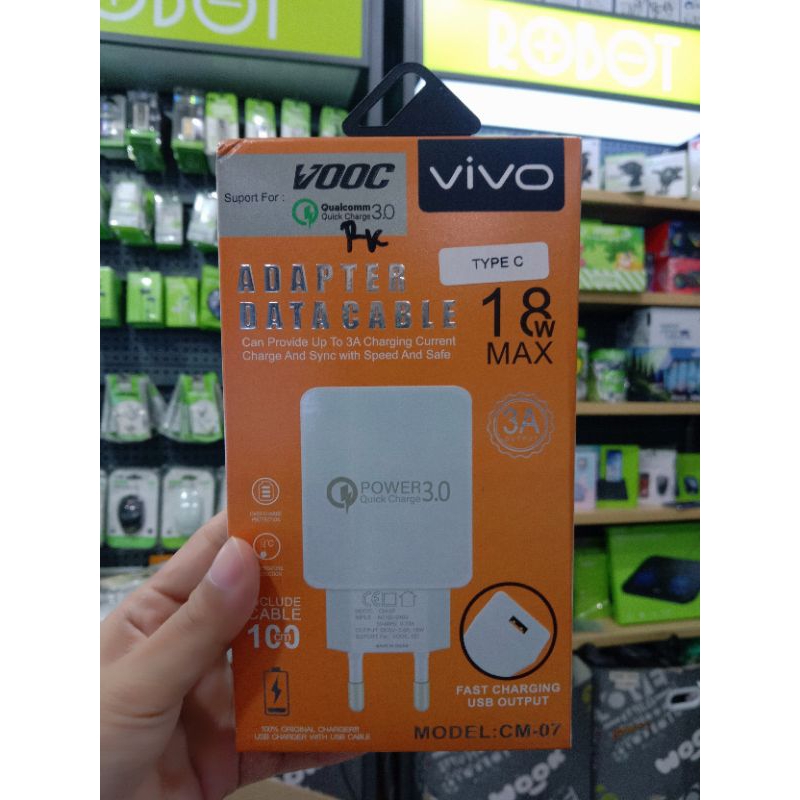 ROBOT
VOOC
vivo
Suport For :
Qualcomm
Quick Charge 3.0
TYPE C
ADAPTER
DATA CABLE
18W
MAX
Can Provide Up To 3A Charging Current
Charge And Sync with Speed And Safe
3A
POWER 3.0
Quick Charge
CLUDE
CABLE
100
cm
FAST CHARGING
USB OUTPUT
100% ORIGINAL CHARGER
USB CHARGER WITH USB CABLE
MODEL:CM-07